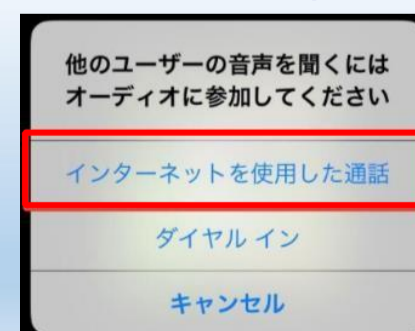 他のユーザーの音声を聞くには
オーディオに参加してください
インターネットを使用した通話
ダイヤル イン
キャンセル